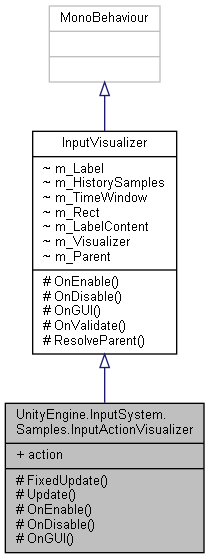 MonoBehaviour
InputVisualizer
~ m_Label
~ m_HistorySamples
~ m_TimeWindow
~ m_Rect
~ m_LabelContent
~ m_Visualizer
~ m_Parent
# OnEnable()
# OnDisable()
# OnGUI()
# OnValidate()
# ResolveParent()
UnityEngine.InputSystem.
Samples.InputActionVisualizer
+ action
# FixedUpdate()
# Update()
# OnEnable()
# OnDisable()
# OnGUI()